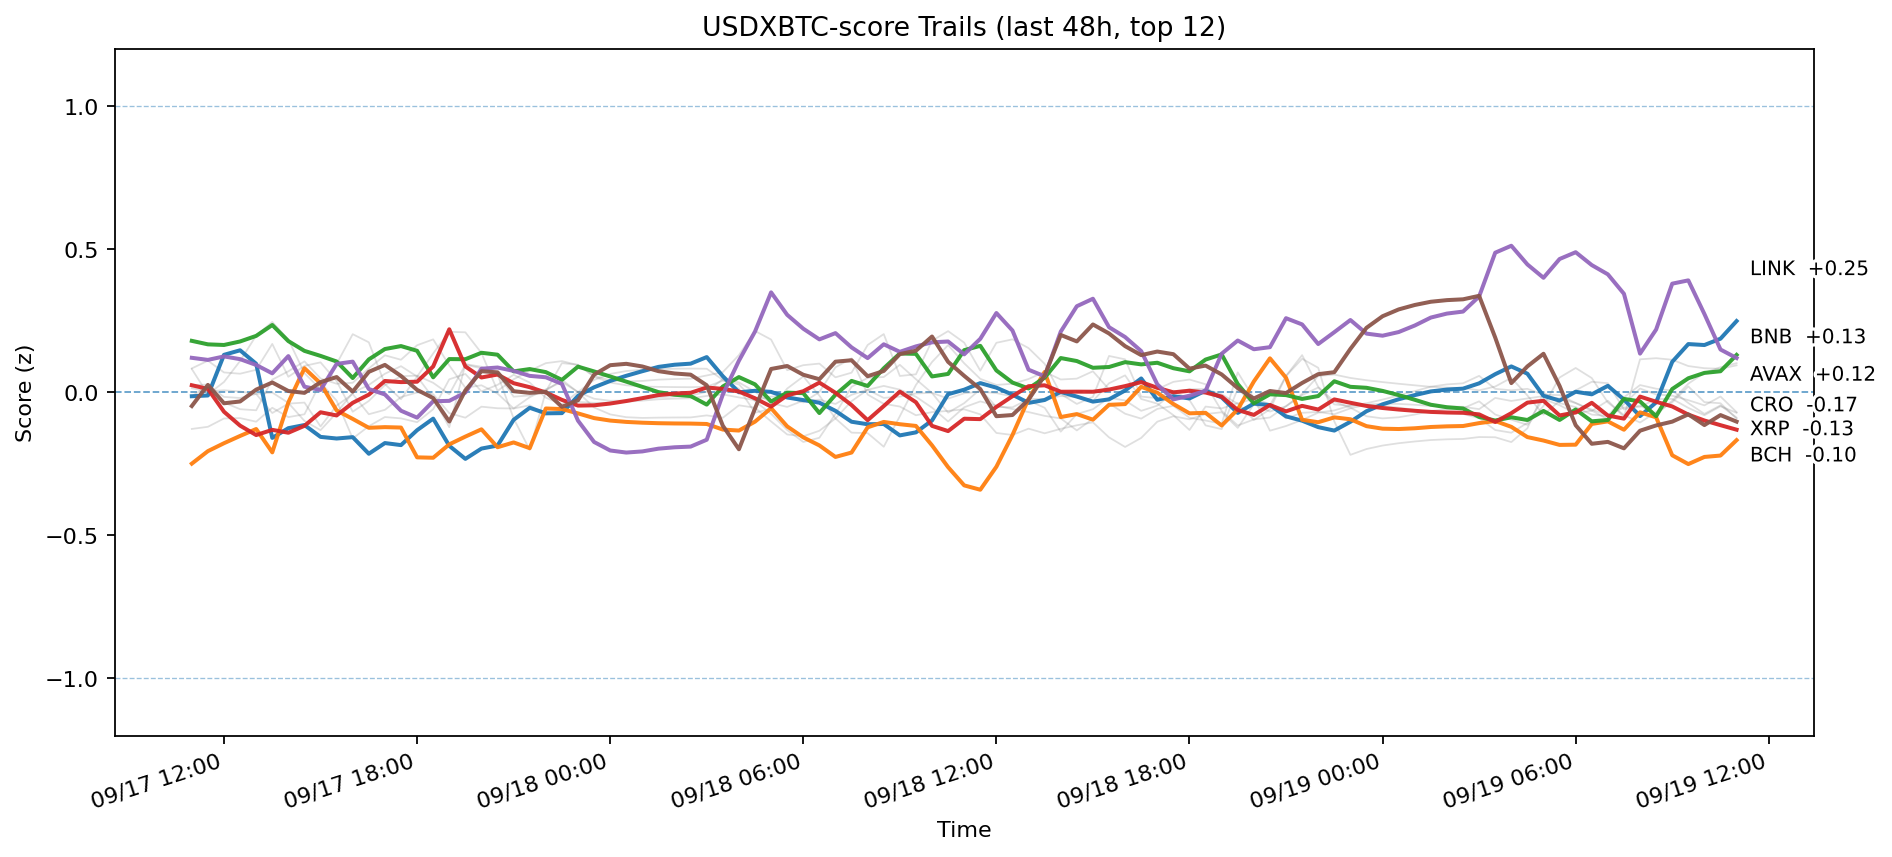 USDXBTC-score Trails (last 48h, top 12)
Score (z)
1.0
0.5
0.0
−0.5
−1.0
LINK +0.25
BNB +0.13
AVAX +0.12
CRO -0.17
XRP -0.13
BCH -0.10
09/17 12:00
09/17 18:00
09/18 00:00
09/18 06:00
09/18 12:00
09/18 18:00
09/19 00:00
09/19 06:00
09/19 12:00
Time